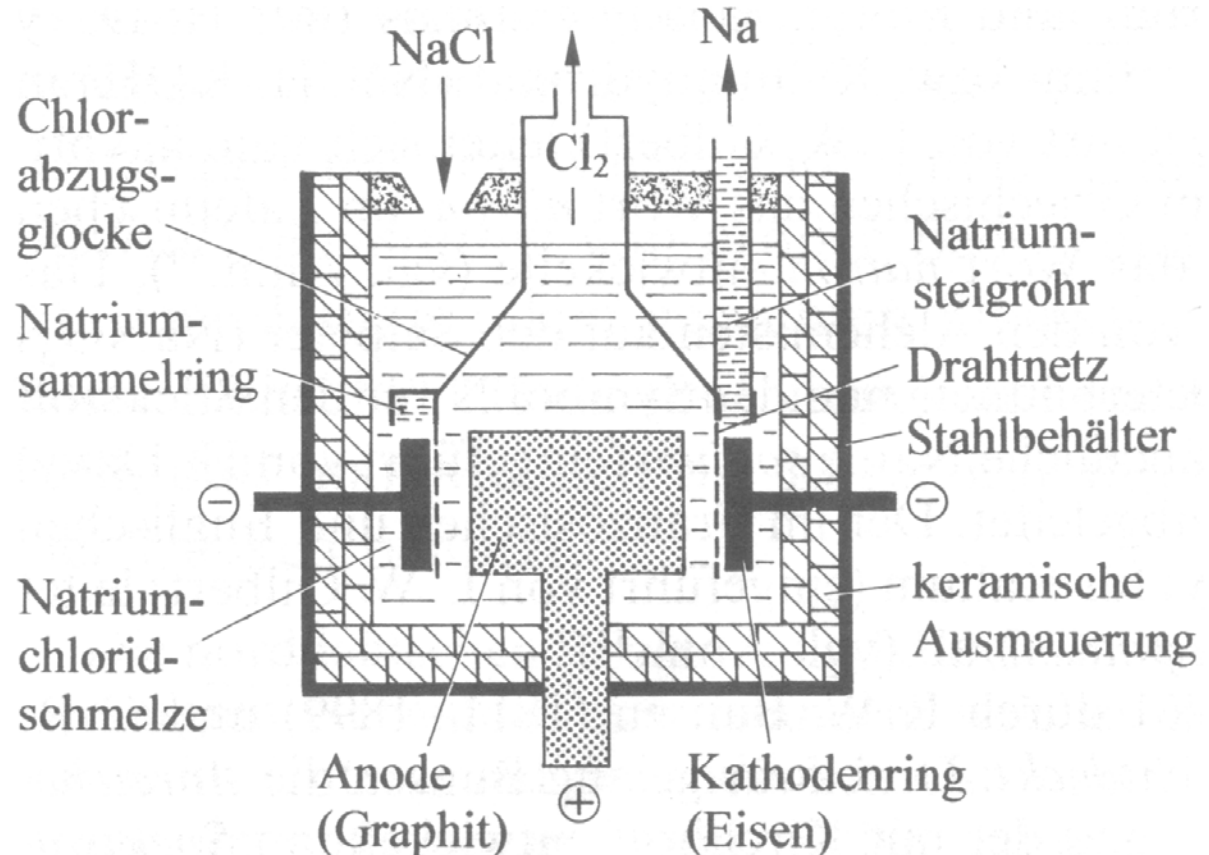 NaCl
Na
Cl₂
Chlor-
abzugs-
glocke
Natrium-
sammelring
Natrium-
steigrohr
Drahtnetz
Stahlbehälter
⊖
⊖
Natrium-
chlorid-
schmelze
keramische
Ausmauerung
Anode
(Graphit)
⊕
Kathodenring
(Eisen)